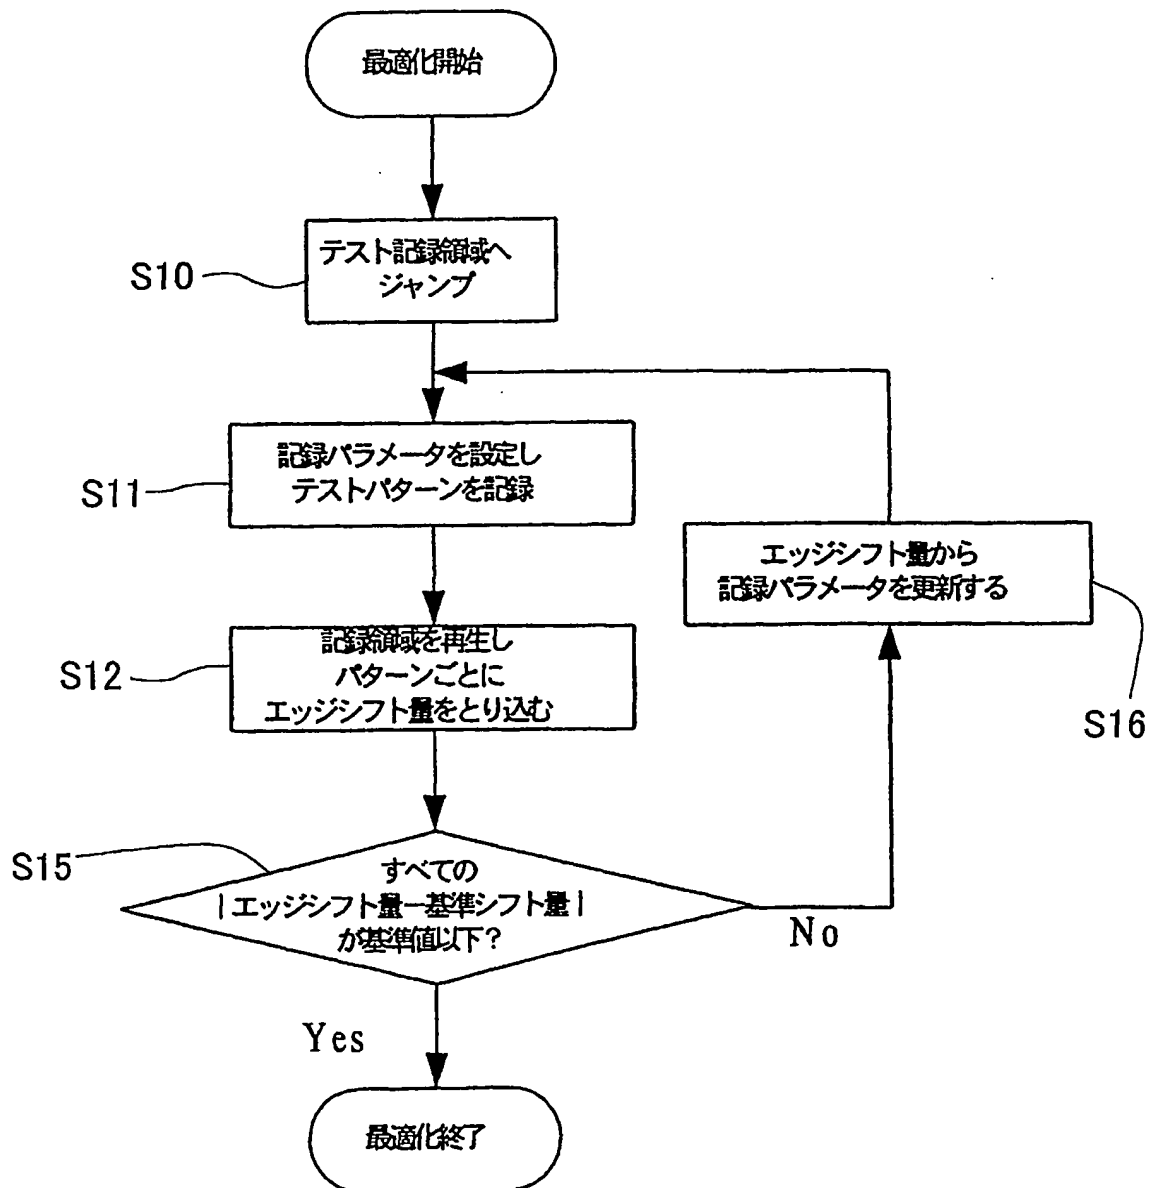 最適化開始
テスト記録領域へ
ジャンプ
S10
記録パラメータを設定し
テストパターンを記録
S11
エッジシフト量から
記録パラメータを更新する
S16
記録領域を再生し
パターンごとに
エッジシフト量をとり込む
S12
すべての
|エッジシフト量ー基準シフト量|
が基準値以下?
S15
No
Yes
最適化終了